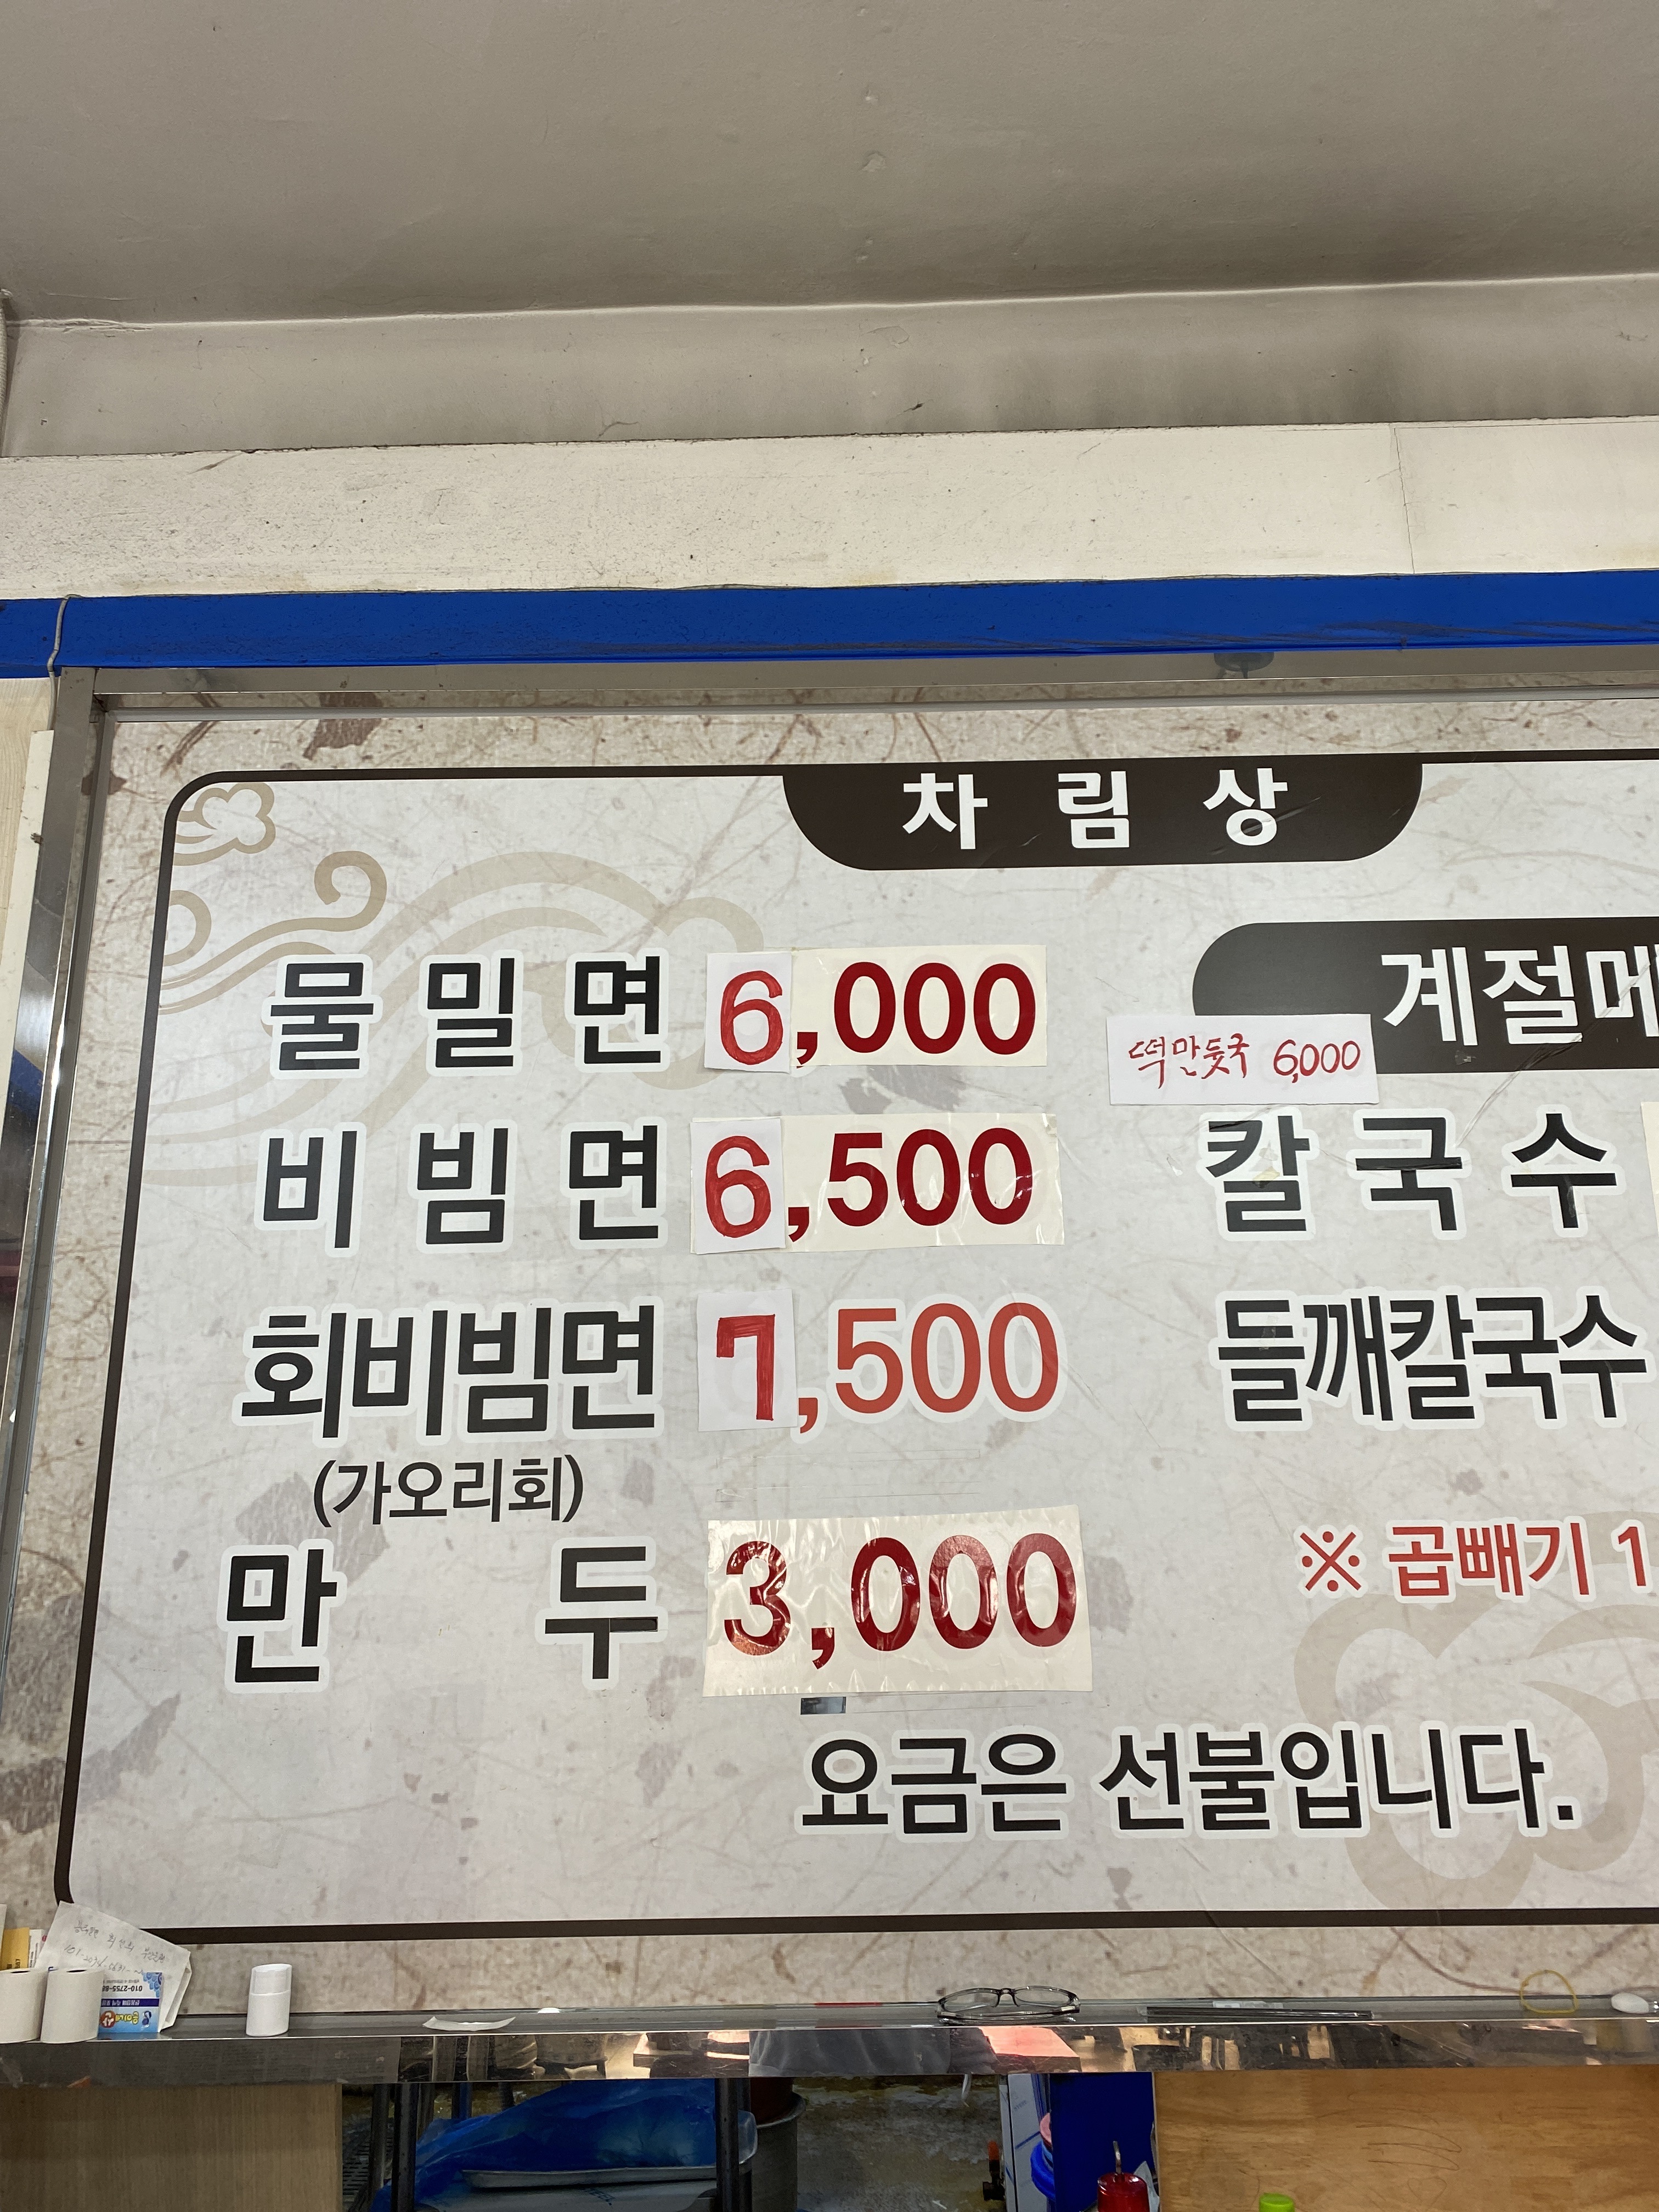 차림상
물밀면 6,000
비빔면 6,500
회비빔면 7,500
(가오리회)
만두 3,000
계절메
떡만둣국 6,000
칼국수
들깨칼국수
※ 곱빼기 1
요금은 선불입니다.